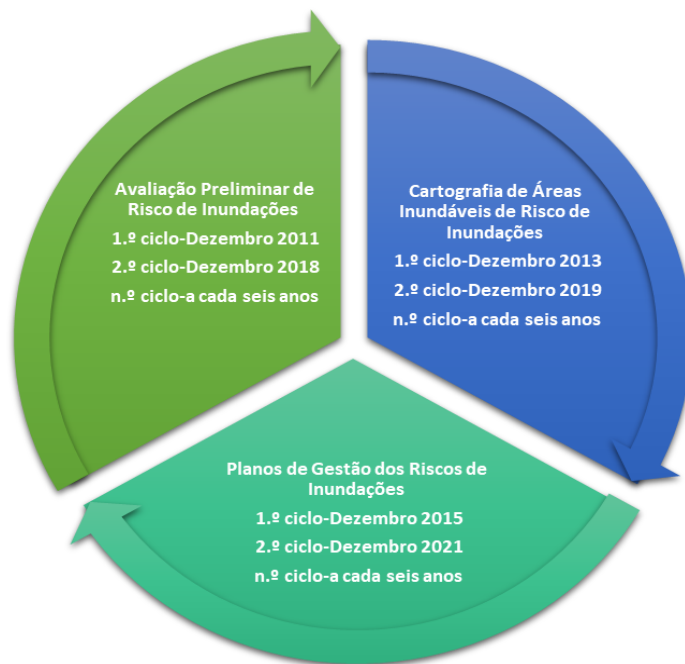 Avaliação Preliminar de
Risco de Inundações
1.º ciclo-Dezembro 2011
2.º ciclo-Dezembro 2018
n.º ciclo-a cada seis anos
Cartografia de Áreas
Inundáveis de Risco de
Inundações
1.º ciclo-Dezembro 2013
2.º ciclo-Dezembro 2019
n.º ciclo-a cada seis anos
Planos de Gestão dos Riscos de
Inundações
1.º ciclo-Dezembro 2015
2.º ciclo-Dezembro 2021
n.º ciclo-a cada seis anos